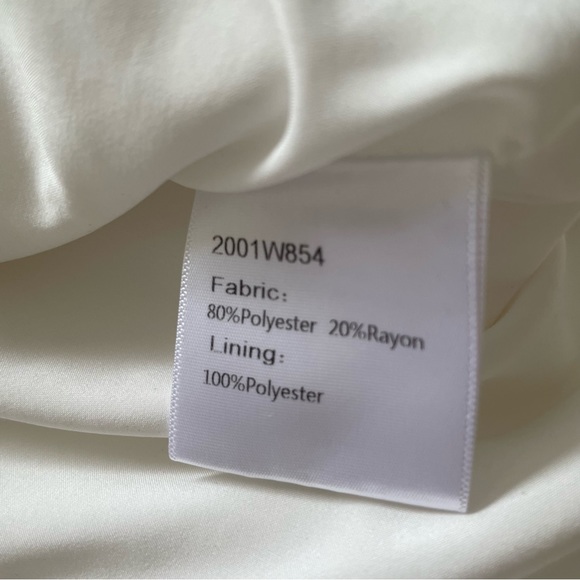 2001W854
Fabric:
80%Polyester 20%Rayon
Lining:
100%Polyester